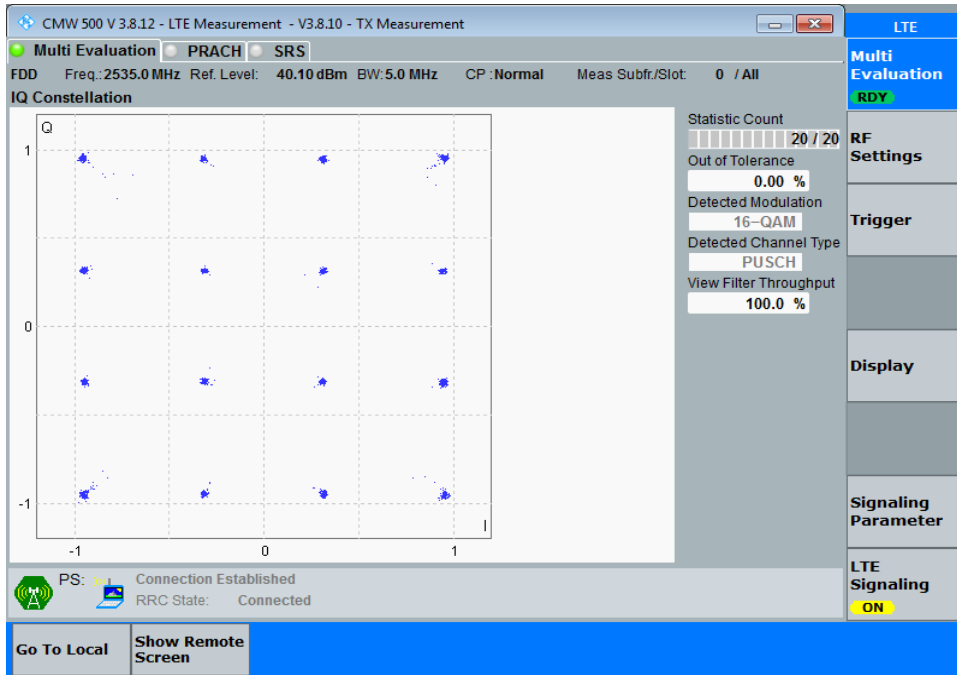 CMW 500 V 3.8.12 - LTE Measurement - V3.8.10 - TX Measurement
LTE
Multi Evaluation PRACH SRS
Multi
Evaluation
RDY
FDD Freq.: 2535.0 MHz Ref. Level: 40.10 dBm BW: 5.0 MHz CP : Normal Meas Subfr./Slot: 0 / All
IQ Constellation
Q
1
0
-1
-1 0 1
I
Statistic Count
20 / 20
Out of Tolerance
0.00 %
Detected Modulation
16-QAM
Detected Channel Type
PUSCH
View Filter Throughput
100.0 %
RF
Settings
Trigger
Display
Signaling
Parameter
LTE
Signaling
ON
PS: Connection Established
RRC State: Connected
Go To Local
Show Remote
Screen